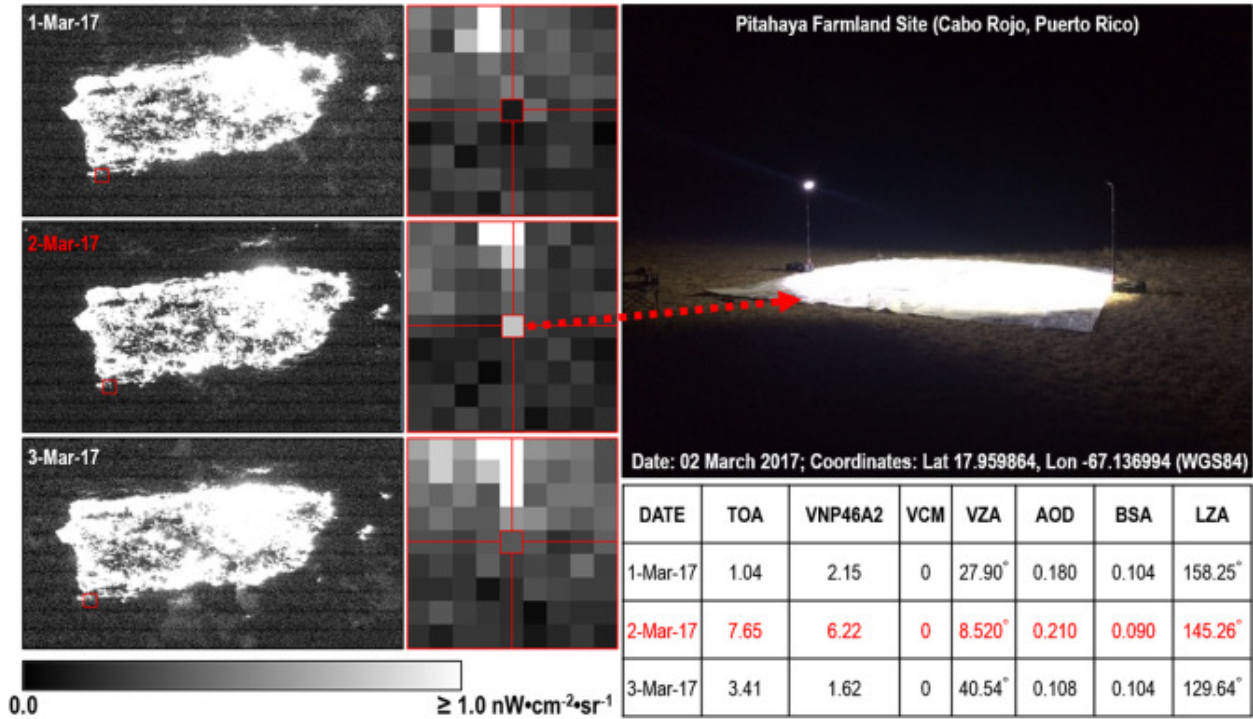 1-Mar-17
2-Mar-17
3-Mar-17
0.0
≥ 1.0 nW•cm-2•sr-1
Pitahaya Farmland Site (Cabo Rojo, Puerto Rico)
Date: 02 March 2017; Coordinates: Lat 17.959864, Lon -67.136994 (WGS84)
DATE TOA VNP46A2 VCM VZA AOD BSA LZA
1-Mar-17 1.04 2.15 0 27.90° 0.180 0.104 158.25°
2-Mar-17 7.65 6.22 0 8.520° 0.210 0.090 145.26°
3-Mar-17 3.41 1.62 0 40.54° 0.108 0.104 129.64°